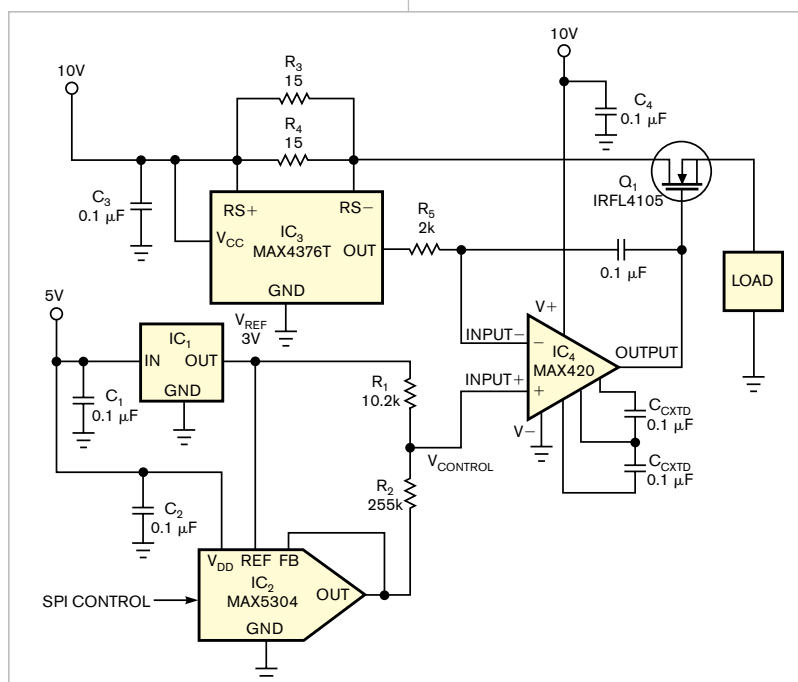 10V
R3
15
R4
15
10V
C4
0.1 µF
C3
0.1 µF
RS+
RS−
IC3
MAX4376T
VCC
OUT
GND
R5
2k
Q1
IRFL4105
0.1 µF
LOAD
VREF
3V
5V
IC1
IN
OUT
GND
C1
0.1 µF
R1
10.2k
V+
INPUT−
−
IC4
MAX420
OUTPUT
INPUT+
+
V−
CCXTD
0.1 µF
CCXTD
0.1 µF
VCONTROL
R2
255k
C2
0.1 µF
VDD
REF
FB
IC2
MAX5304
OUT
GND
SPI CONTROL